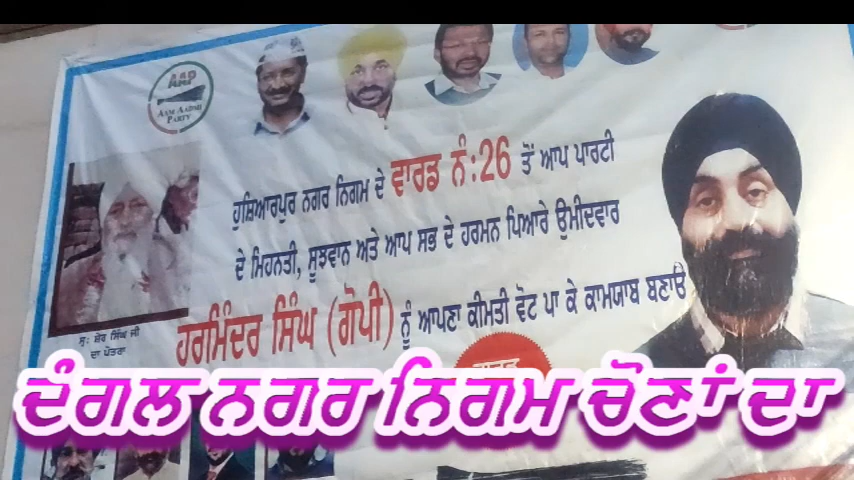 AAP
AAM AADMI
PARTY
ਹੁਸ਼ਿਆਰਪੁਰ ਨਗਰ ਨਿਗਮ ਦੇ ਵਾਰਡ ਨੰ:26 ਤੋਂ ਆਪ ਪਾਰਟੀ
ਦੇ ਮਿਹਨਤੀ, ਸੂਝਵਾਨ ਅਤੇ ਆਪ ਸਭ ਦੇ ਹਰਮਨ ਪਿਆਰੇ ਉਮੀਦਵਾਰ
ਹਰਮਿੰਦਰ ਸਿੰਘ (ਗੋਪੀ) ਨੂੰ ਆਪਣਾ ਕੀਮਤੀ ਵੋਟ ਪਾ ਕੇ ਕਾਮਯਾਬ ਬਣਾਓ
ਸ੍ਰ: ਸ਼ੇਰ ਸਿੰਘ ਜੀ
ਦਾ ਪੋਤਰਾ
ਦੰਗਲ ਨਗਰ ਨਿਗਮ ਚੋਣਾਂ ਦਾ